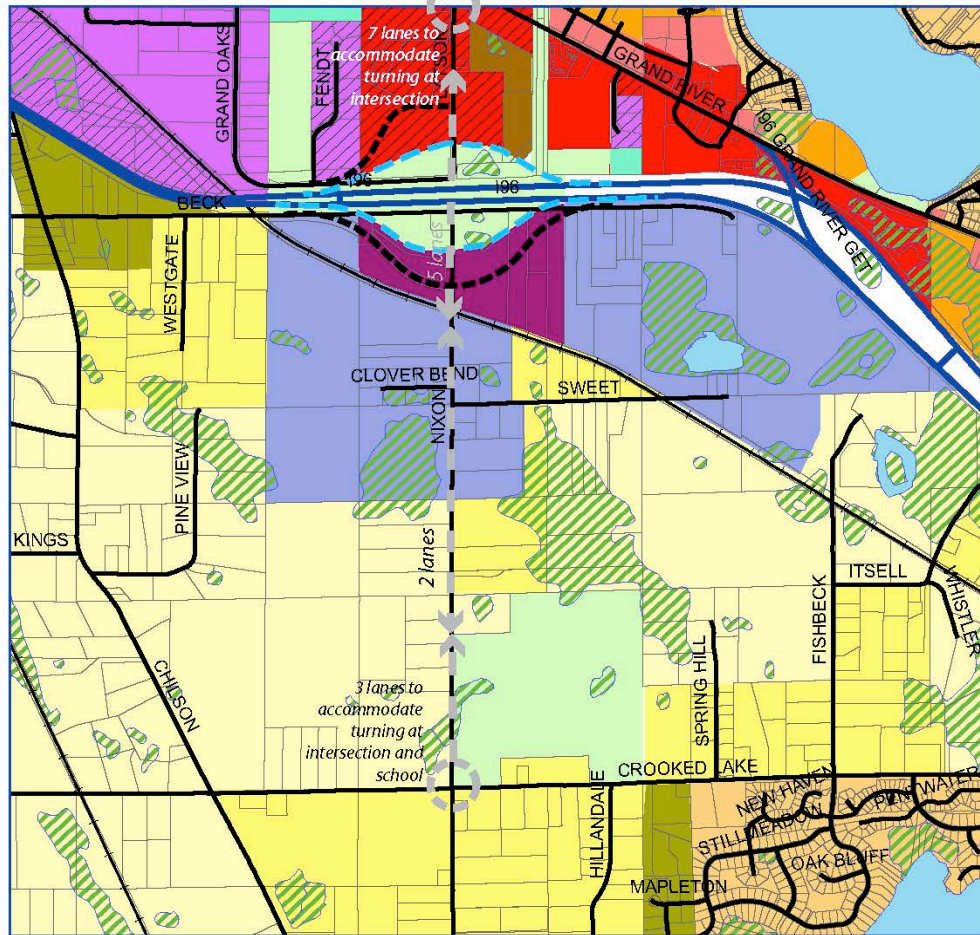 7 lanes to
accommodate
turning at
intersection
GRAND OAKS
FENDT
GRAND RIVER
I96 GRAND RIVER GET
I96
I96
BECK
WESTGATE
5 lanes
CLOVER BEND
SWEET
NIXON
PINE VIEW
KINGS
2 lanes
ITSELL
FISHBECK
WHISTLER
CHILSON
SPRING HILL
3 lanes to
accommodate
turning at
intersection and
school
CROOKED LAKE
HILLANDALE
NEW HAVEN
PENTWATER
STILLMEADOW
OAK BLUFF
MAPLETON